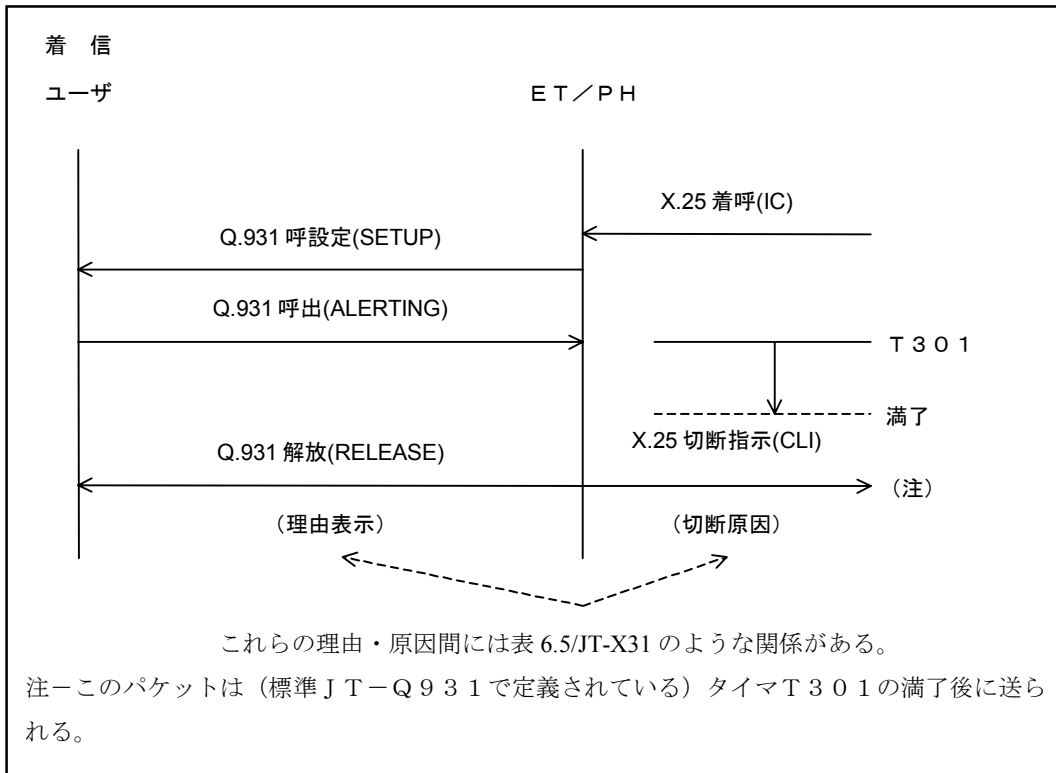 着　信
ユーザ
ＥＴ／ＰＨ
X.25 着呼(IC)
Q.931 呼設定(SETUP)
Q.931 呼出(ALERTING)
Ｔ３０１
満了
X.25 切断指示(CLI)
Q.931 解放(RELEASE)
（注）
（理由表示）
（切断原因）
これらの理由・原因間には表 6.5/JT-X31 のような関係がある。
注－このパケットは（標準ＪＴ－Ｑ９３１で定義されている）タイマＴ３０１の満了後に送ら
れる。